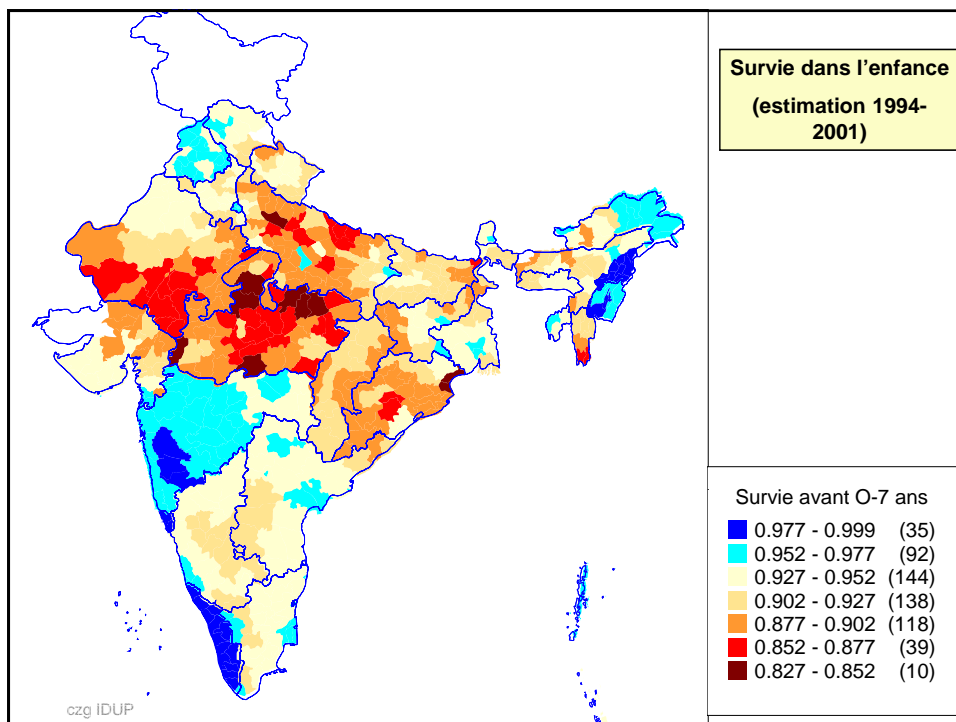 Survie dans l'enfance
(estimation 1994-
2001)
Survie avant O-7 ans
0.977 - 0.999 (35)
0.952 - 0.977 (92)
0.927 - 0.952 (144)
0.902 - 0.927 (138)
0.877 - 0.902 (118)
0.852 - 0.877 (39)
0.827 - 0.852 (10)
czg IDUP